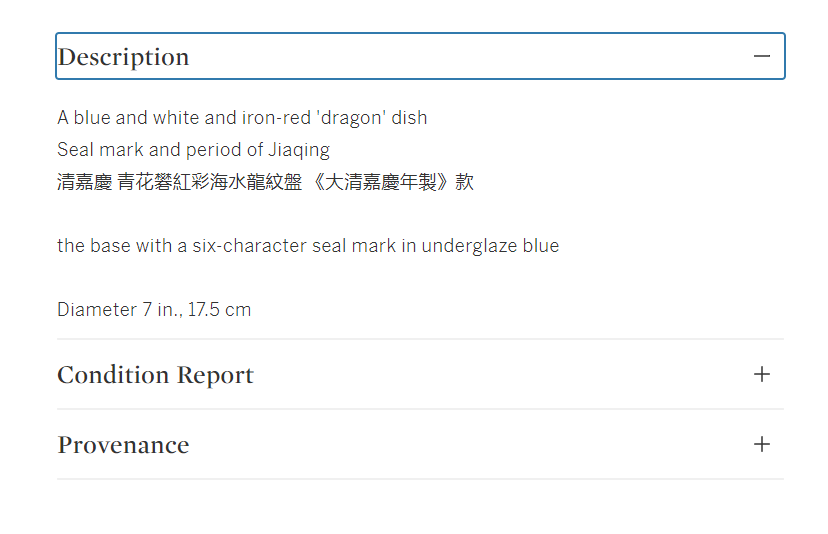 Description
A blue and white and iron-red 'dragon' dish
Seal mark and period of Jiaqing
清嘉慶 青花礬紅彩海水龍紋盤 《大清嘉慶年製》款
the base with a six-character seal mark in underglaze blue
Diameter 7 in., 17.5 cm
Condition Report
Provenance